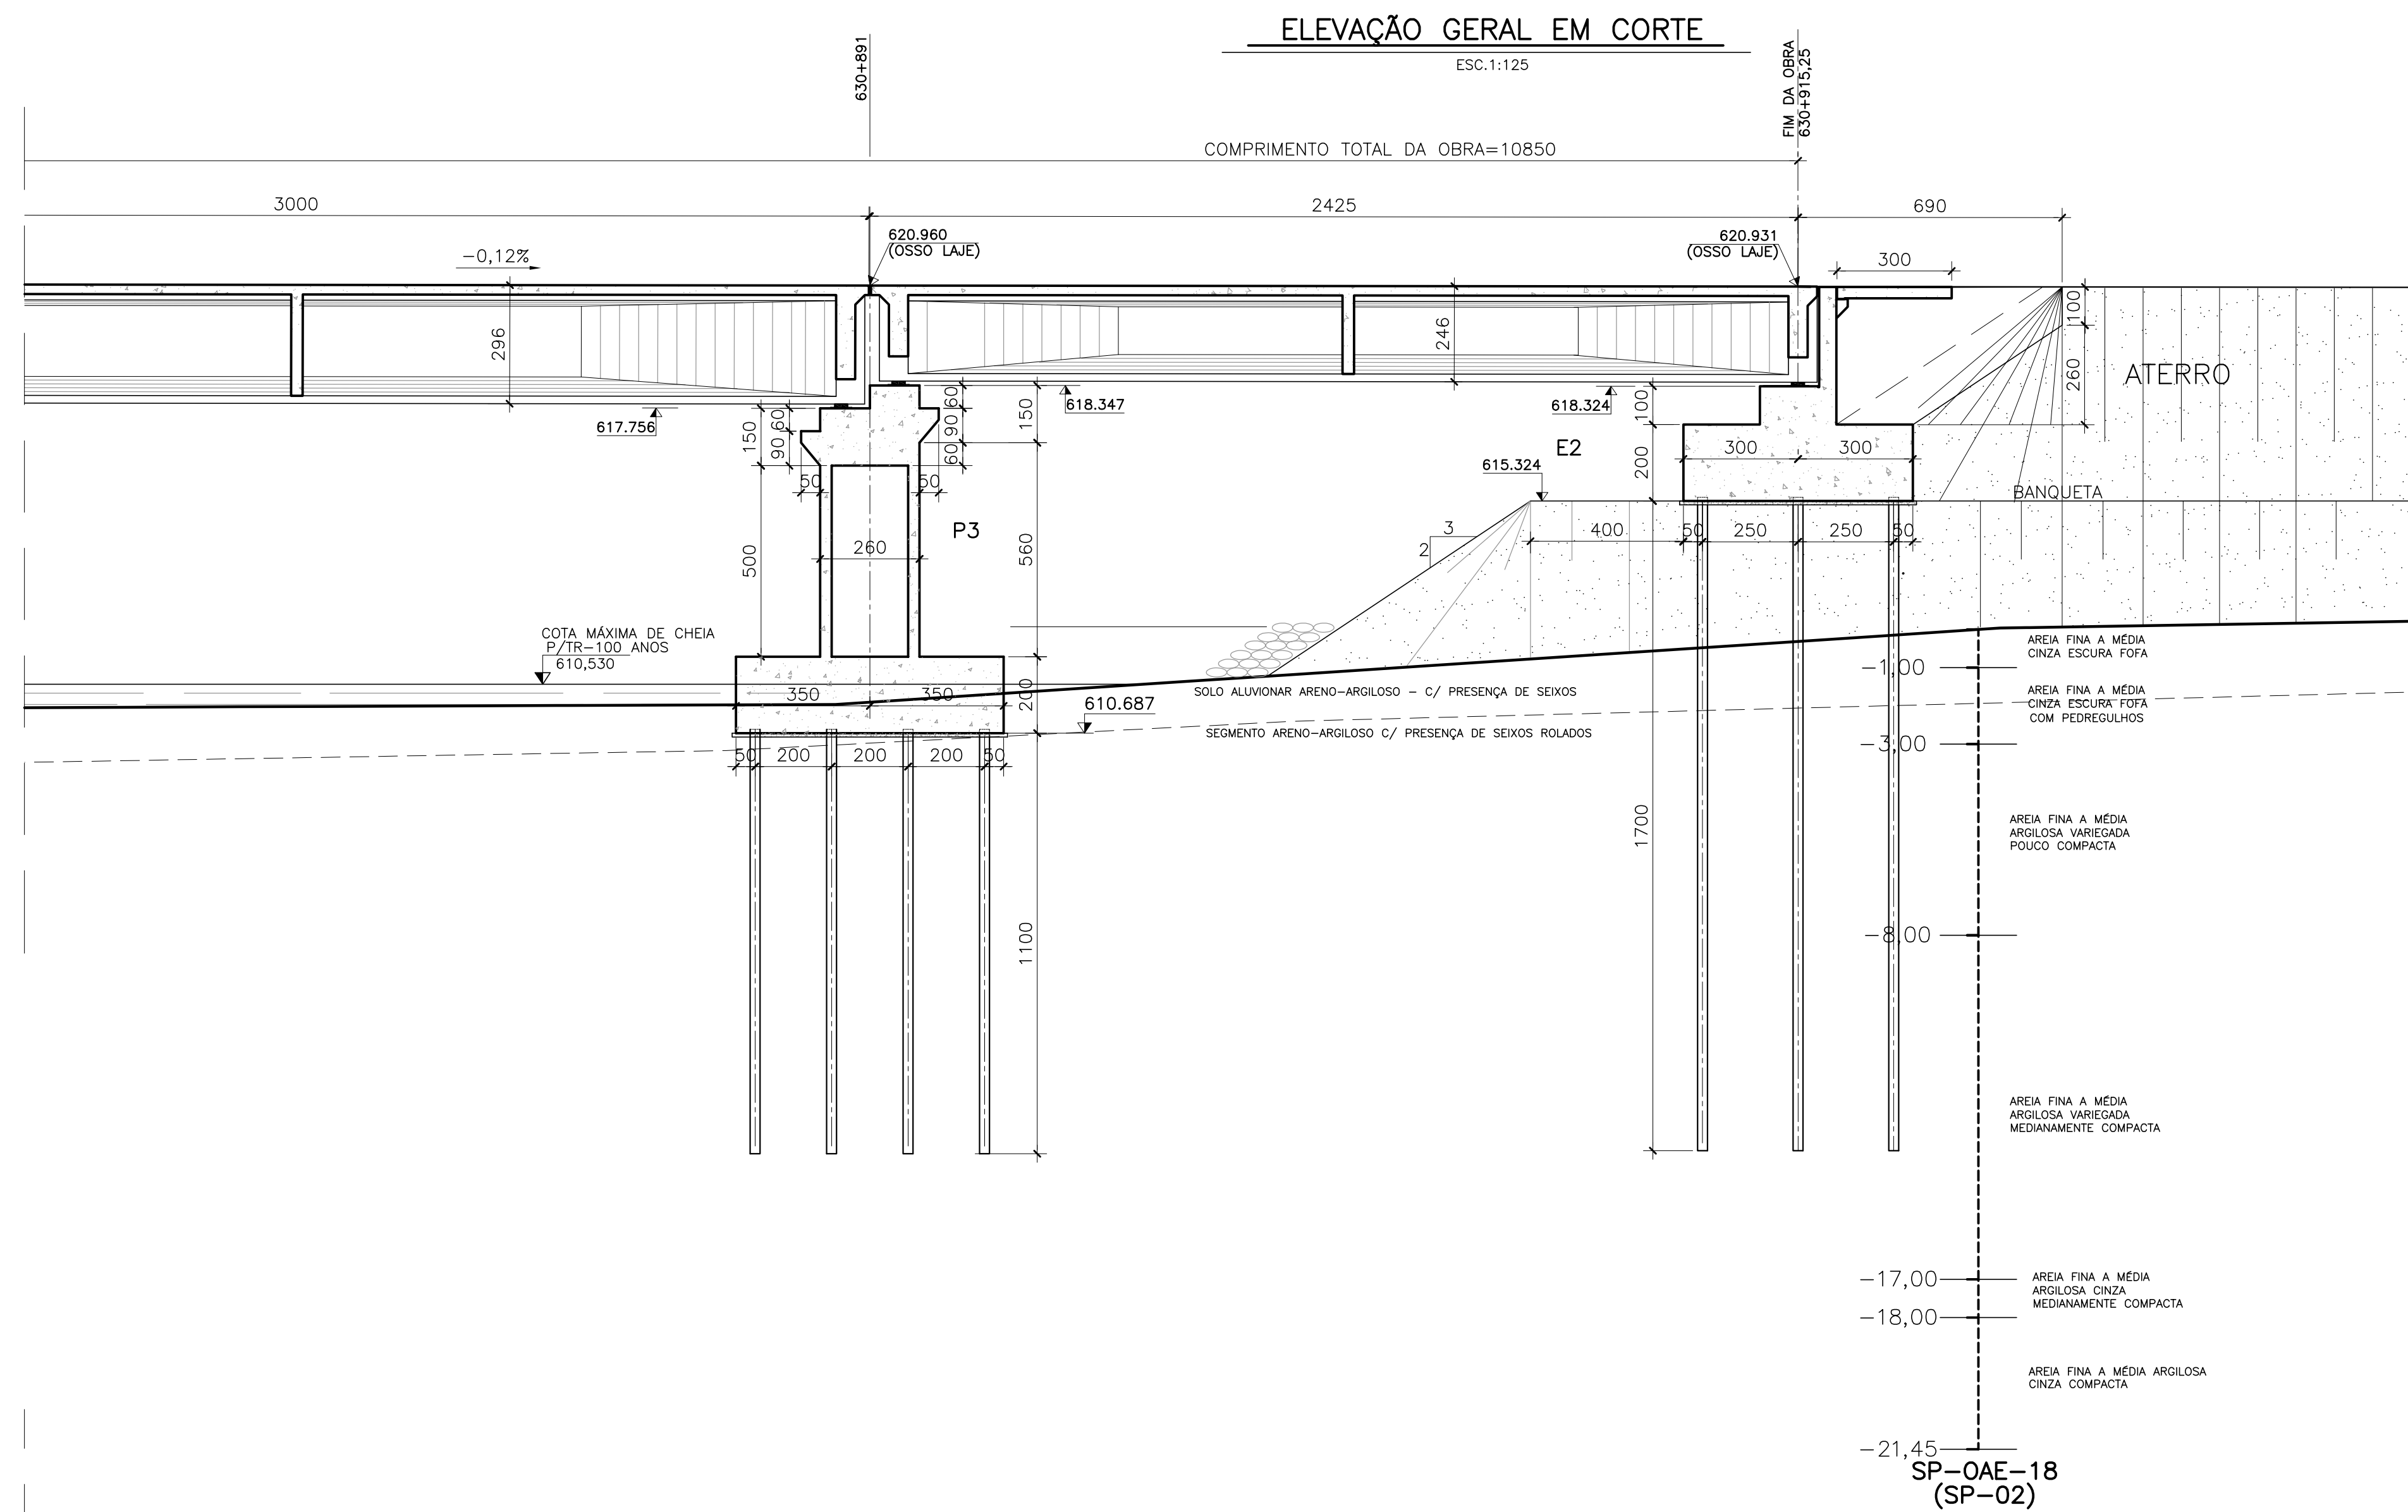 ELEVAÇÃO GERAL EM CORTE
ESC.1:125
630+891
FIM DA OBRA
630+915,25
COMPRIMENTO TOTAL DA OBRA=10850
3000
2425
690
620.960
(OSSO LAJE)
620.931
(OSSO LAJE)
-0,12%
300
296
246
100
260
ATERRO
617.756
618.347
618.324
150
60
90
60
90
60
150
50
50
100
200
E2
300
300
615.324
BANQUETA
P3
500
260
560
3
2
400
50
250
250
50
COTA MÁXIMA DE CHEIA
P/TR-100 ANOS
610,530
350
350
200
610.687
SOLO ALUVIONAR ARENO-ARGILOSO - C/ PRESENÇA DE SEIXOS
SEGMENTO ARENO-ARGILOSO C/ PRESENÇA DE SEIXOS ROLADOS
50
200
200
200
50
1100
1700
AREIA FINA A MÉDIA
CINZA ESCURA FOFA
-1,00
AREIA FINA A MÉDIA
CINZA ESCURA FOFA
COM PEDREGULHOS
-3,00
AREIA FINA A MÉDIA
ARGILOSA VARIEGADA
POUCO COMPACTA
-8,00
AREIA FINA A MÉDIA
ARGILOSA VARIEGADA
MEDIANAMENTE COMPACTA
-17,00
AREIA FINA A MÉDIA
ARGILOSA CINZA
MEDIANAMENTE COMPACTA
-18,00
AREIA FINA A MÉDIA ARGILOSA
CINZA COMPACTA
-21,45
SP-OAE-18
(SP-02)